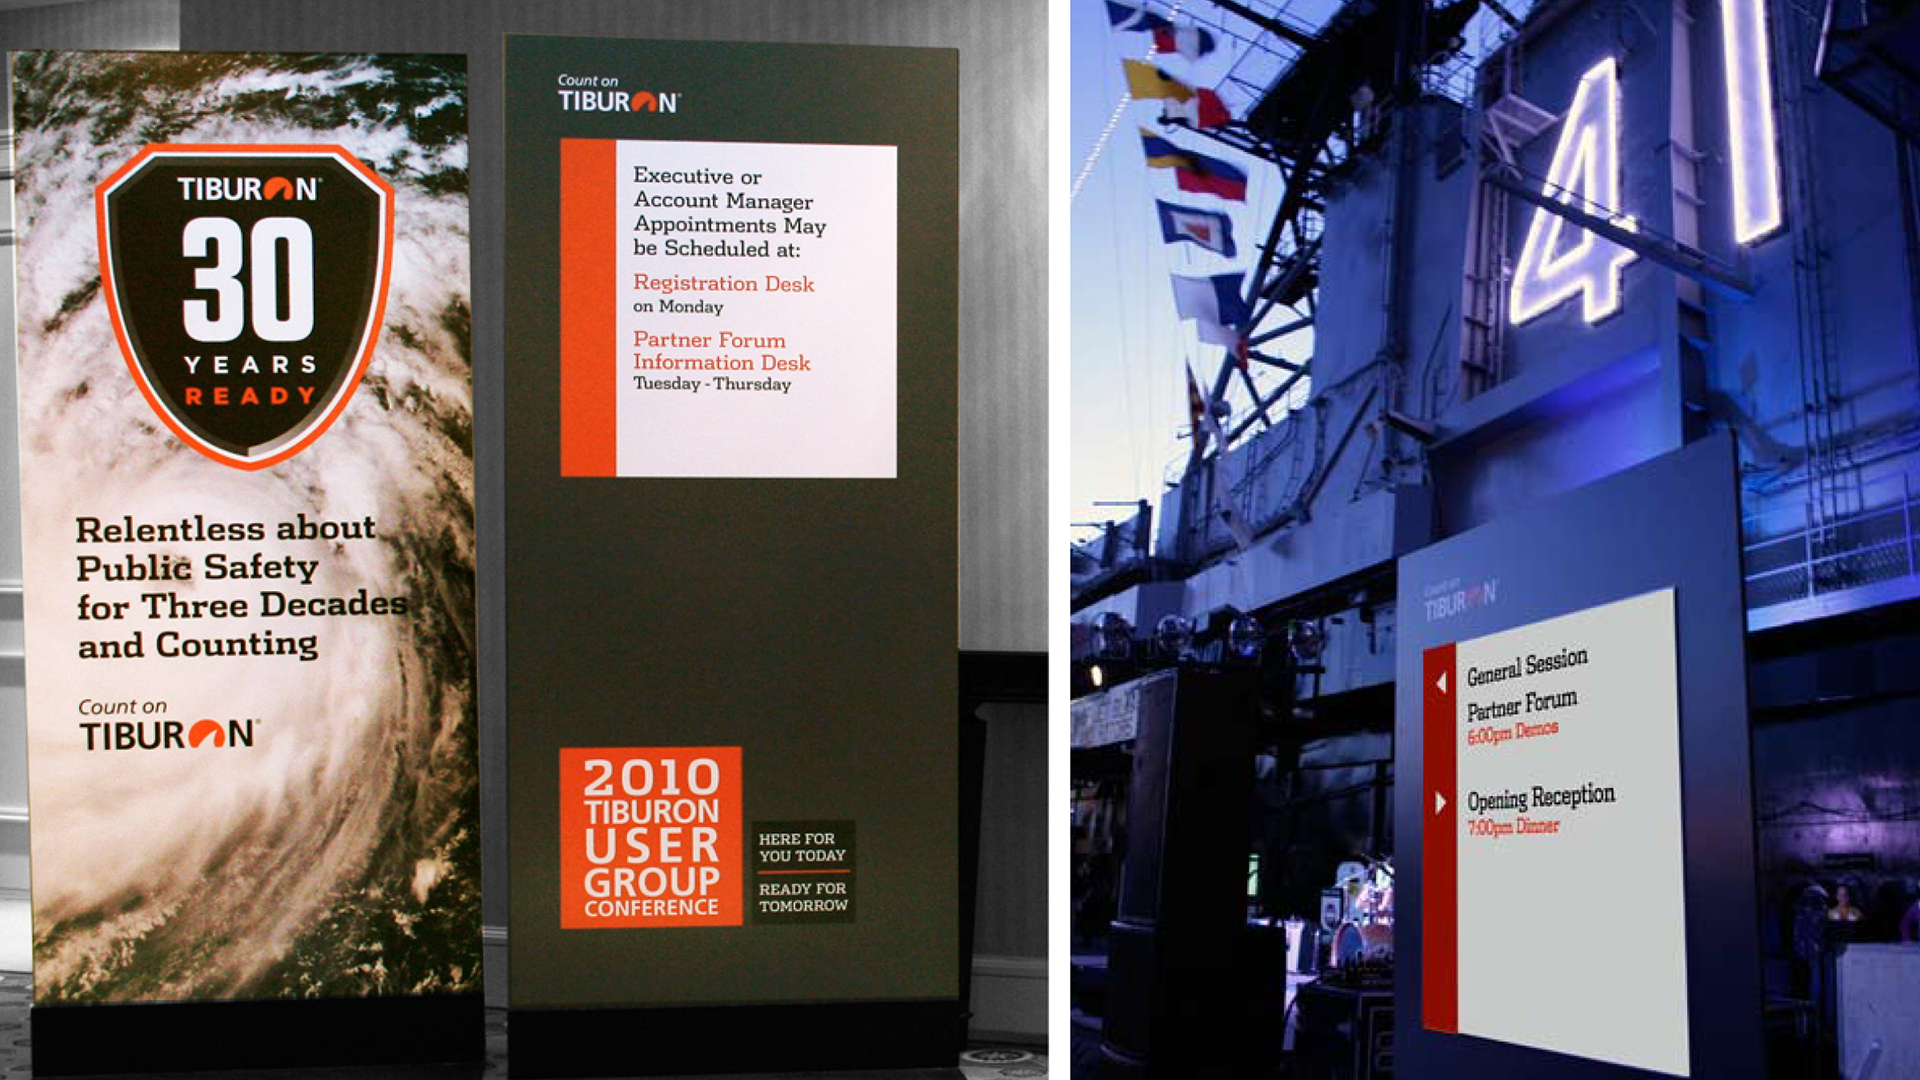 TIBURON
30
YEARS
READY
Relentless about
Public Safety
for Three Decades
and Counting
Count on
TIBURON
Count on
TIBURON
Executive or
Account Manager
Appointments May
be Scheduled at:
Registration Desk
on Monday
Partner Forum
Information Desk
Tuesday - Thursday
2010
TIBURON
USER
GROUP
CONFERENCE
HERE FOR
YOU TODAY
READY FOR
TOMORROW
41
Count on
TIBURON
General Session
Partner Forum
6:00pm Demos
Opening Reception
7:00pm Dinner